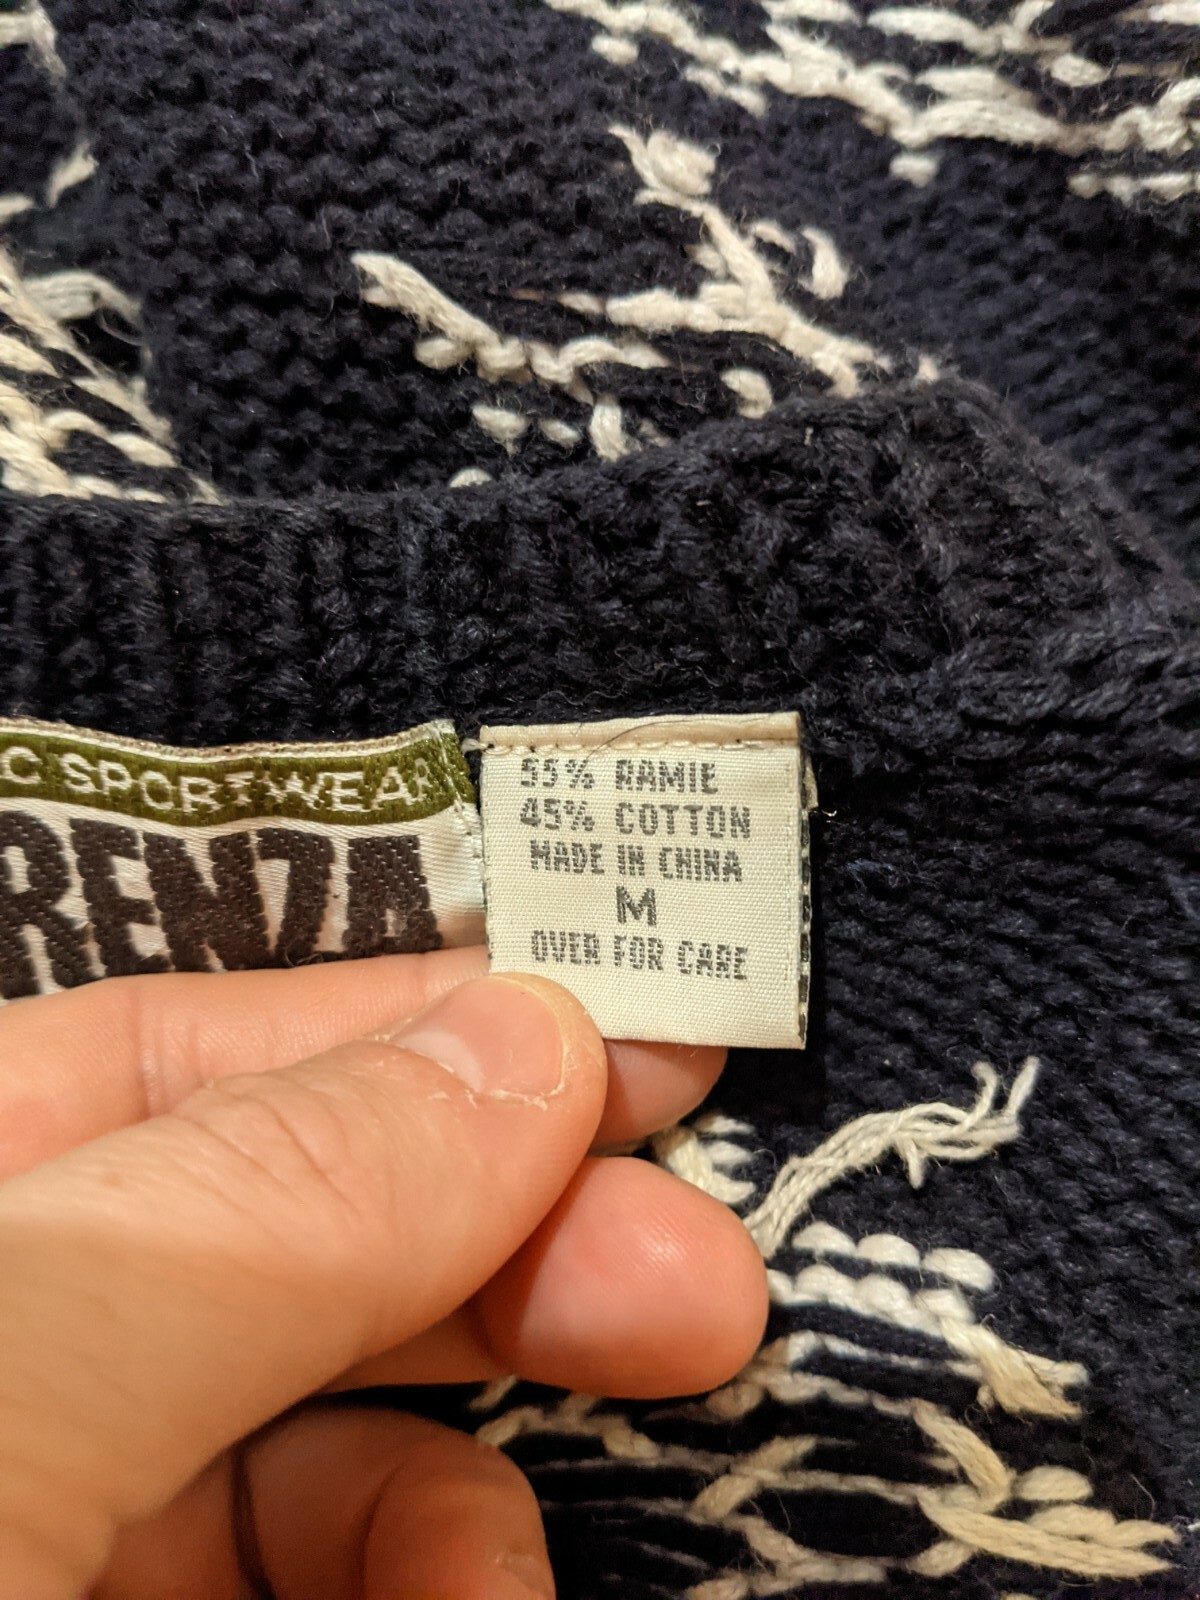 C SPORTWEAR
RENZA
55% RAMIE
45% COTTON
MADE IN CHINA
M
OVER FOR CARE